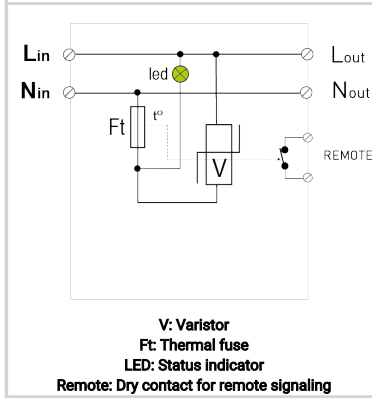 Lin
Lout
led
Nin
Nout
Ft
t°
V
REMOTE
V: Varistor
Ft: Thermal fuse
LED: Status indicator
Remote: Dry contact for remote signaling